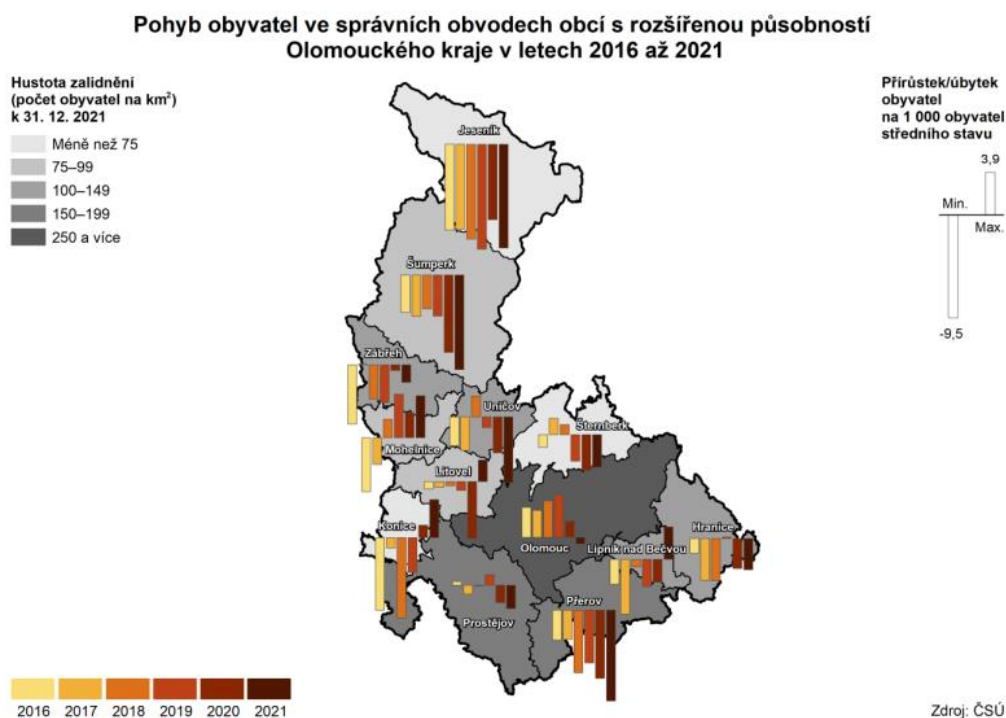 Pohyb obyvatel ve správních obvodech obcí s rozšířenou působností
Olomouckého kraje v letech 2016 až 2021
Hustota zalidnění
(počet obyvatel na km²)
k 31. 12. 2021
Méně než 75
75–99
100–149
150–199
250 a více
Přírůstek/úbytek
obyvatel
na 1 000 obyvatel
středního stavu
3,9
Min.
Max.
-9,5
Jeseník
Šumperk
Zábřeh
Uničov
Šternberk
Mohelnice
Litovel
Konice
Olomouc
Hranice
Lipník nad Bečvou
Přerov
Prostějov
2016 2017 2018 2019 2020 2021
Zdroj: ČSÚ